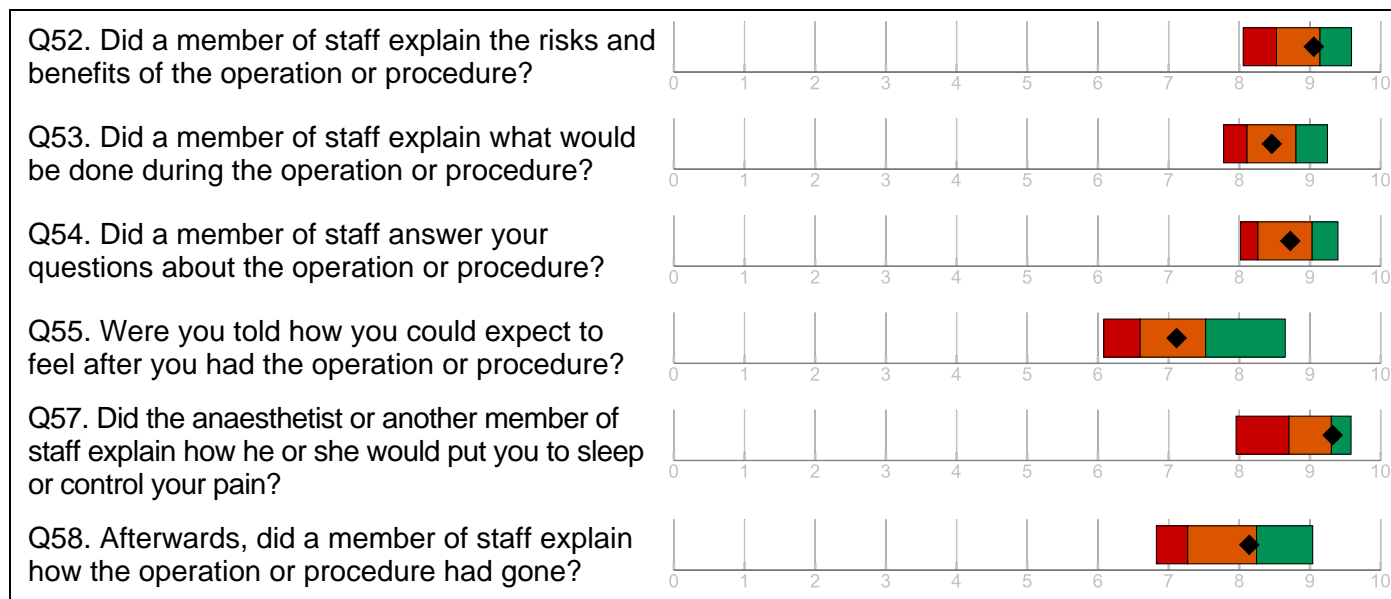 Q52. Did a member of staff explain the risks and
benefits of the operation or procedure?
0 1 2 3 4 5 6 7 8 9 10
Q53. Did a member of staff explain what would
be done during the operation or procedure?
0 1 2 3 4 5 6 7 8 9 10
Q54. Did a member of staff answer your
questions about the operation or procedure?
0 1 2 3 4 5 6 7 8 9 10
Q55. Were you told how you could expect to
feel after you had the operation or procedure?
0 1 2 3 4 5 6 7 8 9 10
Q57. Did the anaesthetist or another member of
staff explain how he or she would put you to sleep
or control your pain?
0 1 2 3 4 5 6 7 8 9 10
Q58. Afterwards, did a member of staff explain
how the operation or procedure had gone?
0 1 2 3 4 5 6 7 8 9 10